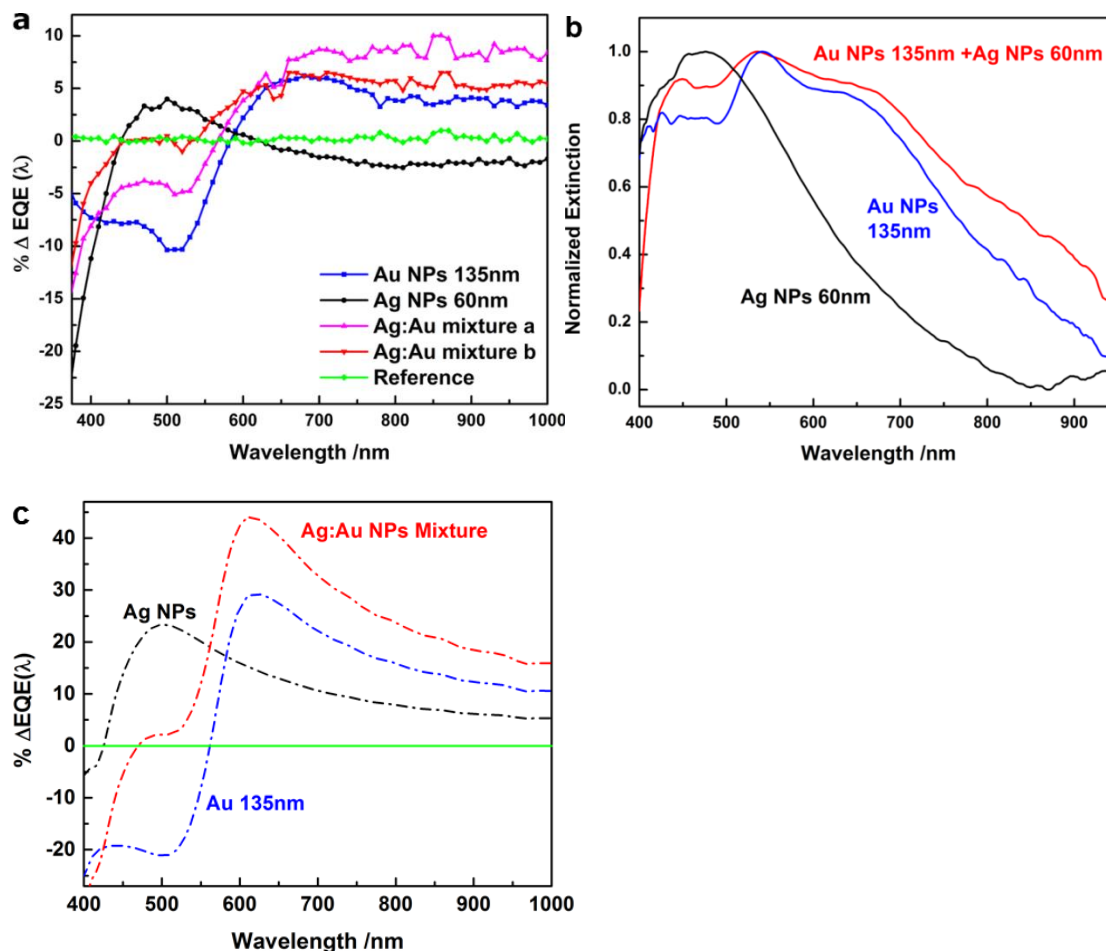 a
% Δ EQE (λ)
10
5
0
-5
-10
-15
-20
-25
Au NPs 135nm
Ag NPs 60nm
Ag:Au mixture a
Ag:Au mixture b
Reference
400 500 600 700 800 900 1000
Wavelength /nm
b
Normalized Extinction
1.0
0.8
0.6
0.4
0.2
0.0
Au NPs 135nm +Ag NPs 60nm
Au NPs
135nm
Ag NPs 60nm
400 500 600 700 800 900
Wavelength /nm
c
% ΔEQE(λ)
40
30
20
10
0
-10
-20
Ag:Au NPs Mixture
Ag NPs
Au 135nm
400 500 600 700 800 900 1000
Wavelength /nm